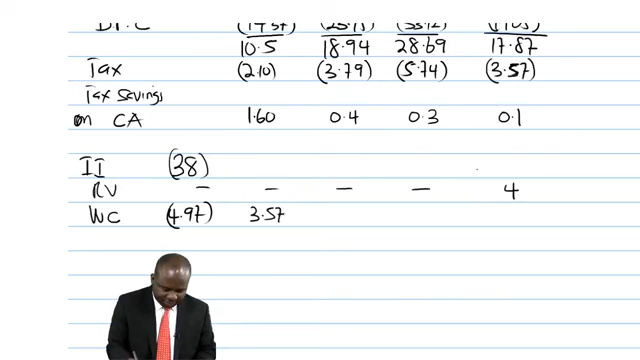 10.5 18.94 28.69 17.87
Tax (2.10) (3.79) (5.74) (3.57)
Tax Savings
on CA 1.60 0.4 0.3 0.1
II (38)
RV – – – – 4
WC (4.97) 3.57